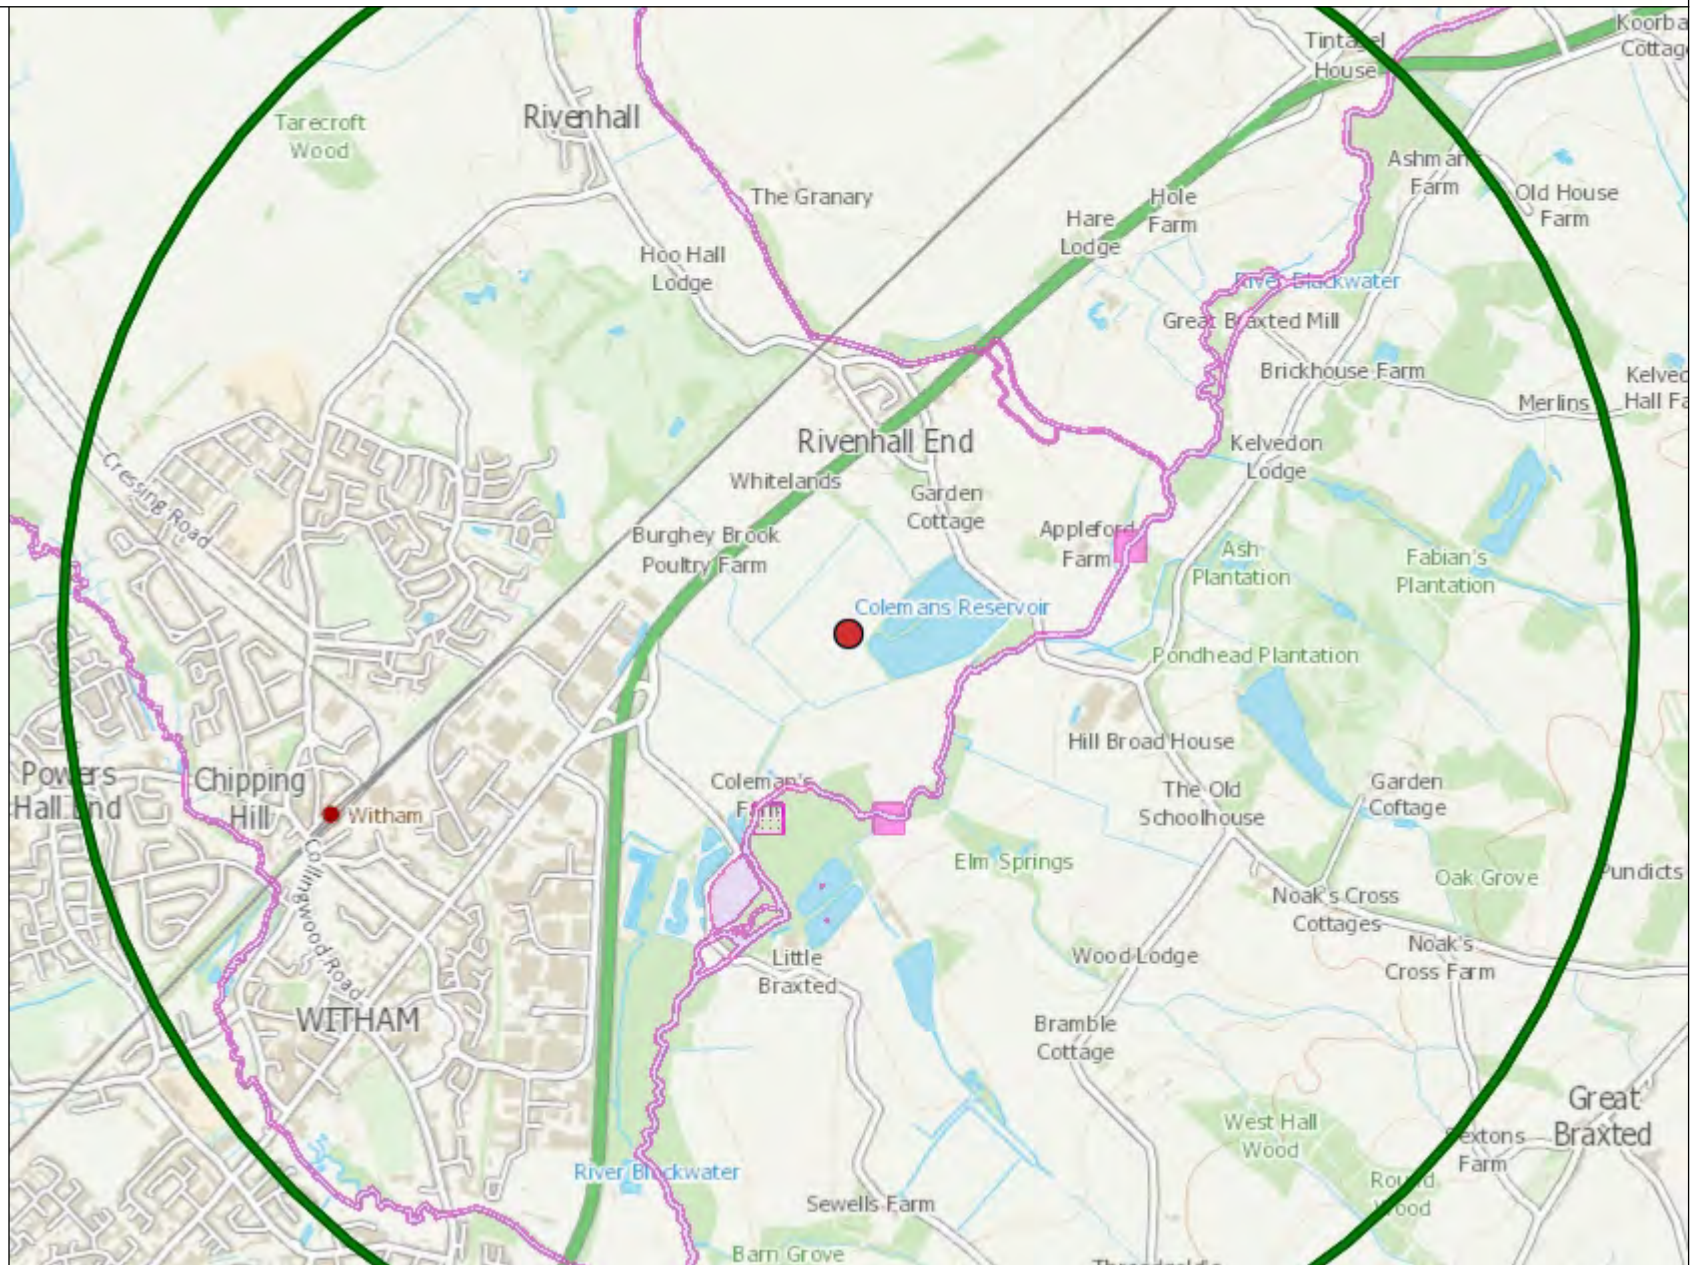 Koorba
Cottag
Tintagel
House
Rivenhall
Tarecroft
Wood
Ashman's
Farm
Old House
Farm
The Granary
Hole
Farm
Hare
Lodge
Hoo Hall
Lodge
River Blackwater
Great Braxted Mill
Brickhouse Farm
Kelved
Hall Fa
Merlins
Rivenhall End
Kelvedon
Lodge
Whitelands
Garden
Cottage
Cressing Road
Burghey Brook
Poultry Farm
Appleford
Farm
Ash
Plantation
Fabian's
Plantation
Colemans Reservoir
Pondhead Plantation
Hill Broad House
Powers
Hall End
Chipping
Hill
Witham
Coleman's
Farm
The Old
Schoolhouse
Garden
Cottage
Elm Springs
Collingwood Road
Noak's Cross
Cottages
Oak Grove
Pundicts
Noak's
Cross Farm
Little
Braxted
Wood Lodge
WITHAM
Bramble
Cottage
West Hall
Wood
Great
Braxted
Sextons
Farm
River Blackwater
Round
Wood
Sewells Farm
Barn Grove